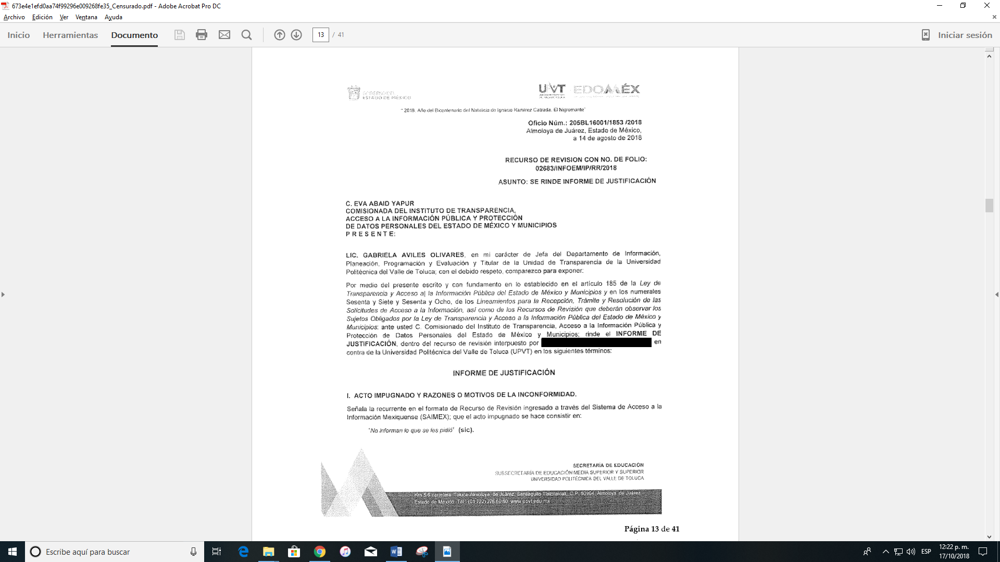 673e4e1efd0aa74f99296e009268fe35_Censurado.pdf - Adobe Acrobat Pro DC
Archivo Edición Ver Ventana Ayuda
Inicio Herramientas Documento 13 / 41 Iniciar sesión
GOBIERNO DEL
ESTADO DE MÉXICO
UPVT EDOMÉX
" 2018. Año del Bicentenario del Natalicio de Ignacio Ramírez Calzada. El Nigromante"
Oficio Núm.: 205BL16001/1853 /2018
Almoloya de Juárez, Estado de México,
a 14 de agosto de 2018
RECURSO DE REVISION CON NO. DE FOLIO:
02683/INFOEM/IP/RR/2018
ASUNTO: SE RINDE INFORME DE JUSTIFICACIÓN
C. EVA ABAID YAPUR
COMISIONADA DEL INSTITUTO DE TRANSPARENCIA,
ACCESO A LA INFORMACIÓN PÚBLICA Y PROTECCIÓN
DE DATOS PERSONALES DEL ESTADO DE MÉXICO Y MUNICIPIOS
P R E S E N T E:
LIC. GABRIELA AVILES OLIVARES, en mi carácter de Jefa del Departamento de Información,
Planeación, Programación y Evaluación y Titular de la Unidad de Transparencia de la Universidad
Politécnica del Valle de Toluca; con el debido respeto, comparezco para exponer:
Por medio del presente escrito y con fundamento en lo establecido en el artículo 185 de la Ley de
Transparencia y Acceso a la Información Pública del Estado de México y Municipios y en los numerales
Sesenta y Siete y Sesenta y Ocho, de los Lineamientos para la Recepción, Trámite y Resolución de las
Solicitudes de Acceso a la Información, así como de los Recursos de Revisión que deberán observar los
Sujetos Obligados por la Ley de Transparencia y Acceso a la Información Pública del Estado de México y
Municipios; ante usted C. Comisionado del Instituto de Transparencia, Acceso a la Información Pública y
Protección de Datos Personales del Estado de México y Municipios; rinde el INFORME DE
JUSTIFICACIÓN, dentro del recurso de revisión interpuesto por en
contra de la Universidad Politécnica del Valle de Toluca (UPVT) en los siguientes términos:
INFORME DE JUSTIFICACIÓN
I. ACTO IMPUGNADO Y RAZONES O MOTIVOS DE LA INCONFORMIDAD.
Señala la recurrente en el formato de Recurso de Revisión ingresado a través del Sistema de Acceso a la
Información Mexiquense (SAIMEX); que el acto impugnado se hace consistir en:
"No informan lo que se les pidió" (sic).
SECRETARÍA DE EDUCACIÓN
SUBSECRETARÍA DE EDUCACIÓN MEDIA SUPERIOR Y SUPERIOR
UNIVERSIDAD POLITÉCNICA DEL VALLE DE TOLUCA
Km 5.6 carretera Toluca-Almoloya de Juárez, Santiaguito Tlalcilalcali, C.P. 50904, Almoloya de Juárez,
Estado de México. Tel.: (01 722) 276 60 60 www.upvt.edu.mx
Página 13 de 41
Escribe aquí para buscar
ESP
12:22 p. m.
17/10/2018